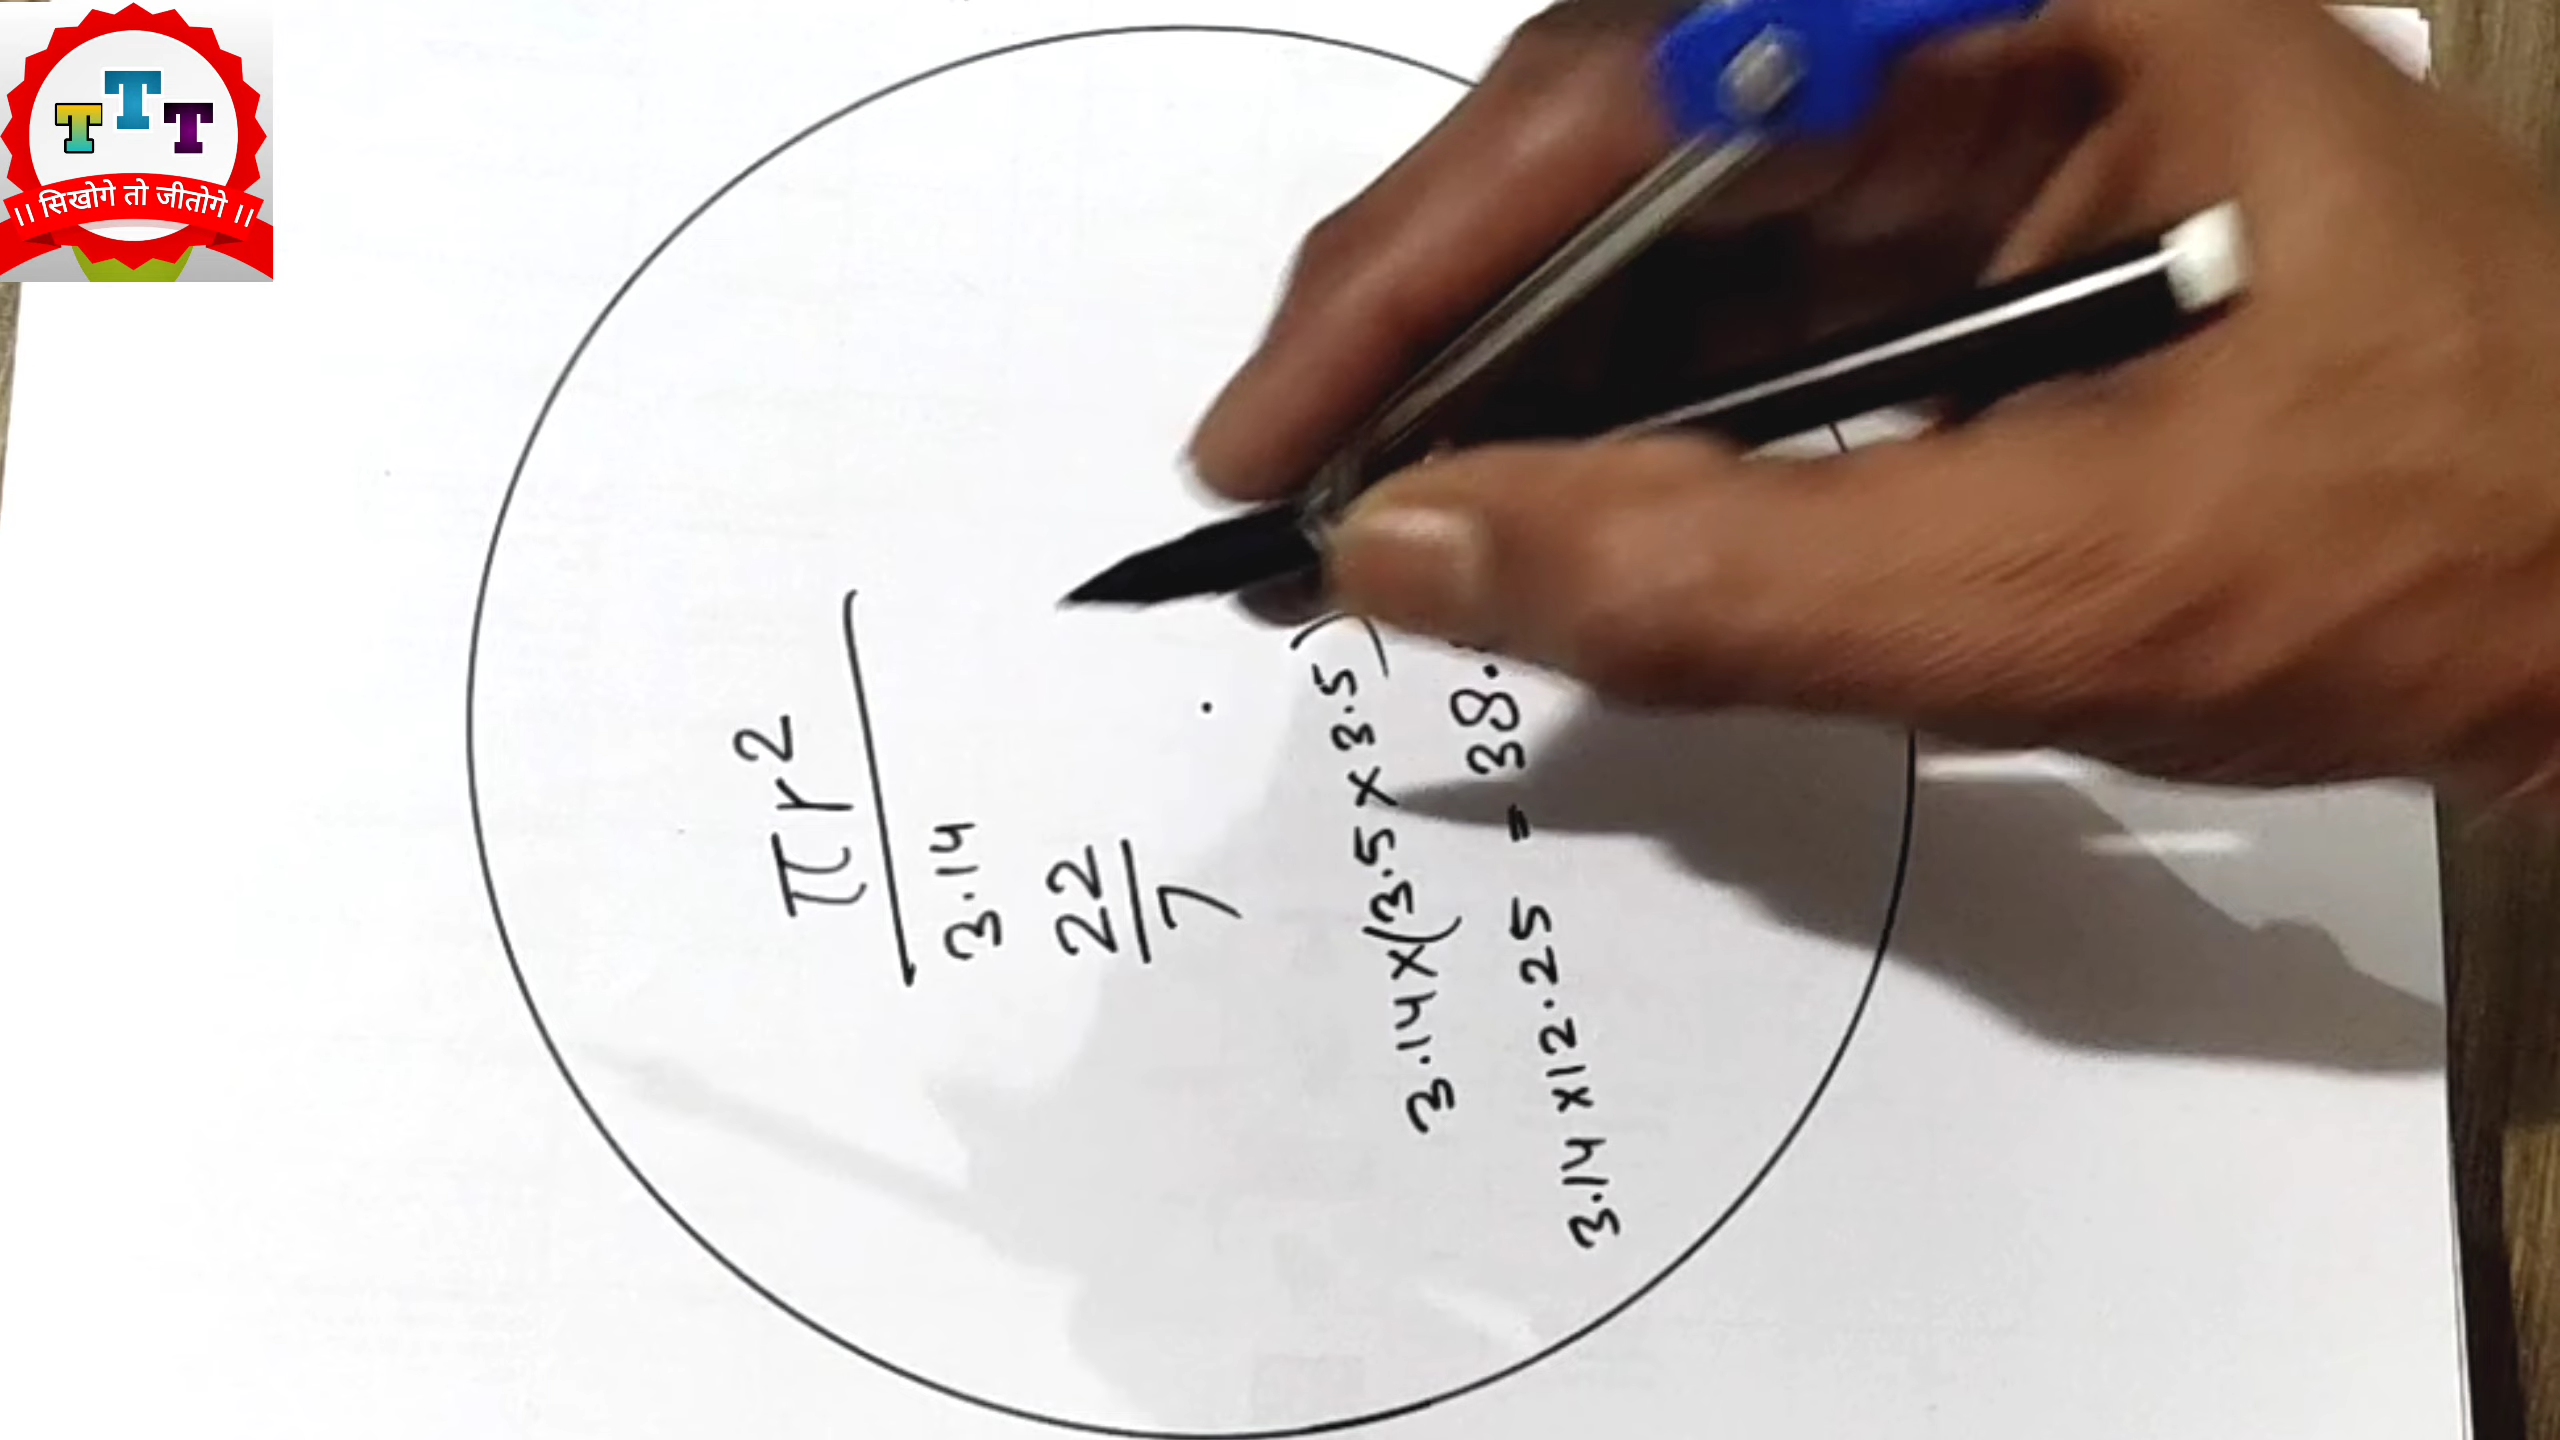 TTT
।। सिखोगे तो जीतोगे ।।
πr²
3.14
22
7
3.14×(3.5×3.5)
3.14×12.25 = 38.